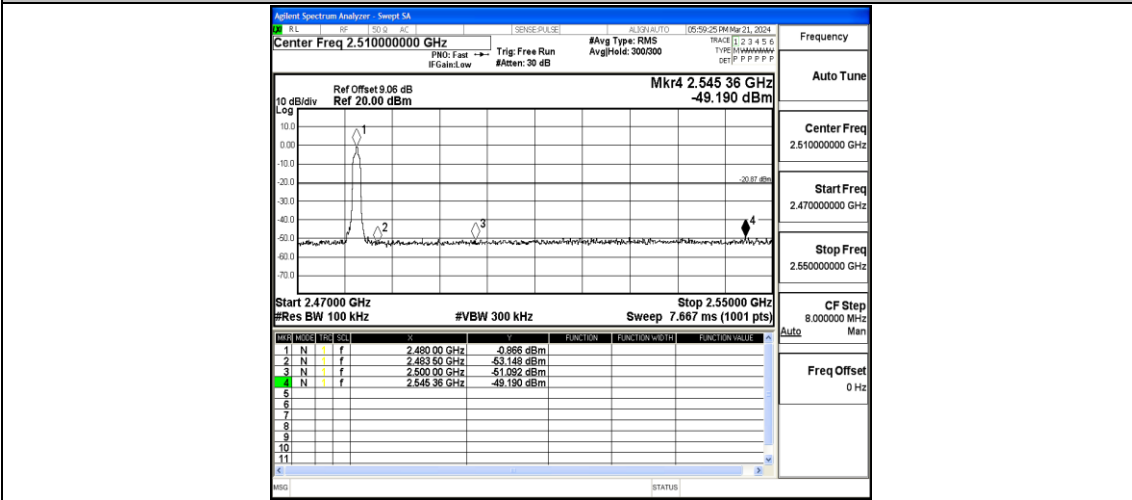 Agilent Spectrum Analyzer - Swept SA
RL RF 50 Ω AC SENSE:PULSE ALIGN AUTO 05:59:25 PM Mar 21, 2024
Center Freq 2.510000000 GHz
PNO: Fast
IFGain:Low
Trig: Free Run
#Atten: 30 dB
#Avg Type: RMS
Avg|Hold: 300/300
TRACE 1 2 3 4 5 6
TYPE M
DET P P P P P P
Frequency
Auto Tune
Mkr4 2.545 36 GHz
-49.190 dBm
Ref Offset 9.06 dB
10 dB/div Ref 20.00 dBm
Log
10.0
0.00
-10.0
-20.0
-30.0
-40.0
-50.0
-60.0
-70.0
1
2
3
4
-20.87 dBm
Center Freq
2.510000000 GHz
Start Freq
2.470000000 GHz
Stop Freq
2.550000000 GHz
Start 2.47000 GHz Stop 2.55000 GHz
#Res BW 100 kHz #VBW 300 kHz Sweep 7.667 ms (1001 pts)
CF Step
8.000000 MHz
Auto Man
Freq Offset
0 Hz
MKR MODE TRC SCL X Y FUNCTION FUNCTION WIDTH FUNCTION VALUE
1 N 1 f 2.480 00 GHz -0.866 dBm
2 N 1 f 2.483 50 GHz -53.148 dBm
3 N 1 f 2.500 00 GHz -51.092 dBm
4 N 1 f 2.545 36 GHz -49.190 dBm
5
6
7
8
9
10
11
MSG STATUS